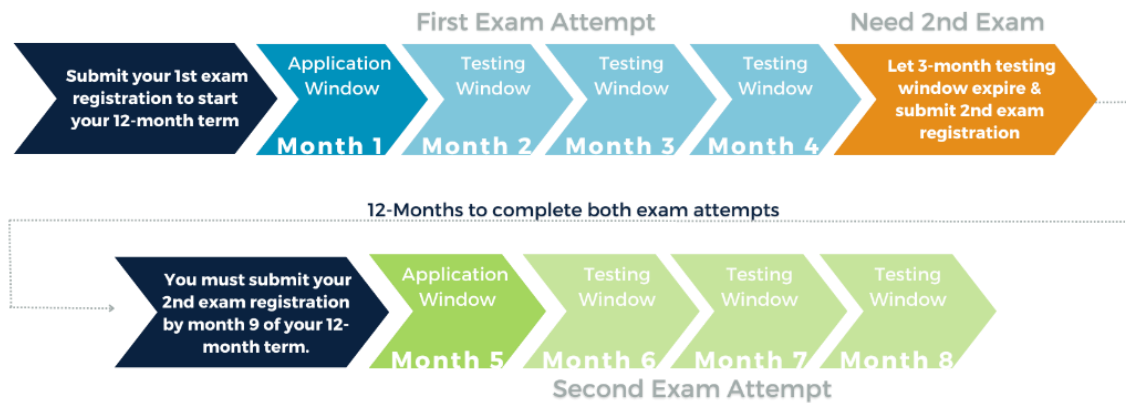 First Exam Attempt
Need 2nd Exam
Submit your 1st exam
registration to start
your 12-month term
Application
Window
Month 1
Testing
Window
Month 2
Testing
Window
Month 3
Testing
Window
Month 4
Let 3-month testing
window expire &
submit 2nd exam
registration
12-Months to complete both exam attempts
You must submit your
2nd exam registration
by month 9 of your 12-
month term.
Application
Window
Month 5
Testing
Window
Month 6
Testing
Window
Month 7
Testing
Window
Month 8
Second Exam Attempt